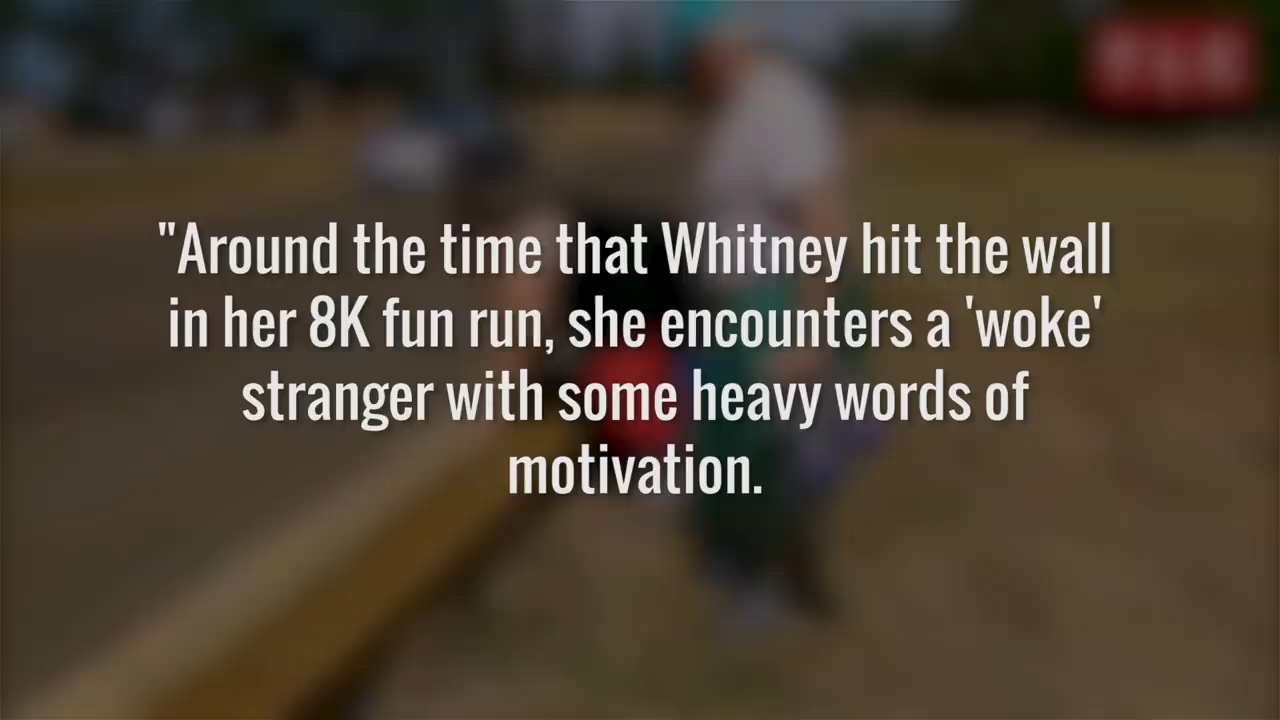 "Around the time that Whitney hit the wall
in her 8K fun run, she encounters a 'woke'
stranger with some heavy words of
motivation.